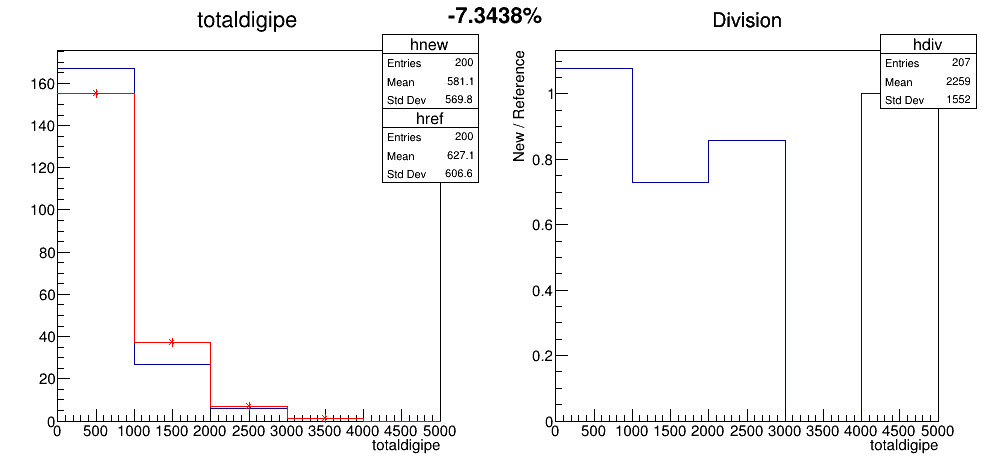 totaldigipe
-7.3438%
Division
hnew
Entries 200
Mean 581.1
Std Dev 569.8
href
Entries 200
Mean 627.1
Std Dev 606.6
160
140
120
100
80
60
40
20
0
0 500 1000 1500 2000 2500 3000 3500 4000 4500 5000
totaldigipe
hdiv
Entries 207
Mean 2259
Std Dev 1552
New / Reference
1
0.8
0.6
0.4
0.2
0
0 500 1000 1500 2000 2500 3000 3500 4000 4500 5000
totaldigipe